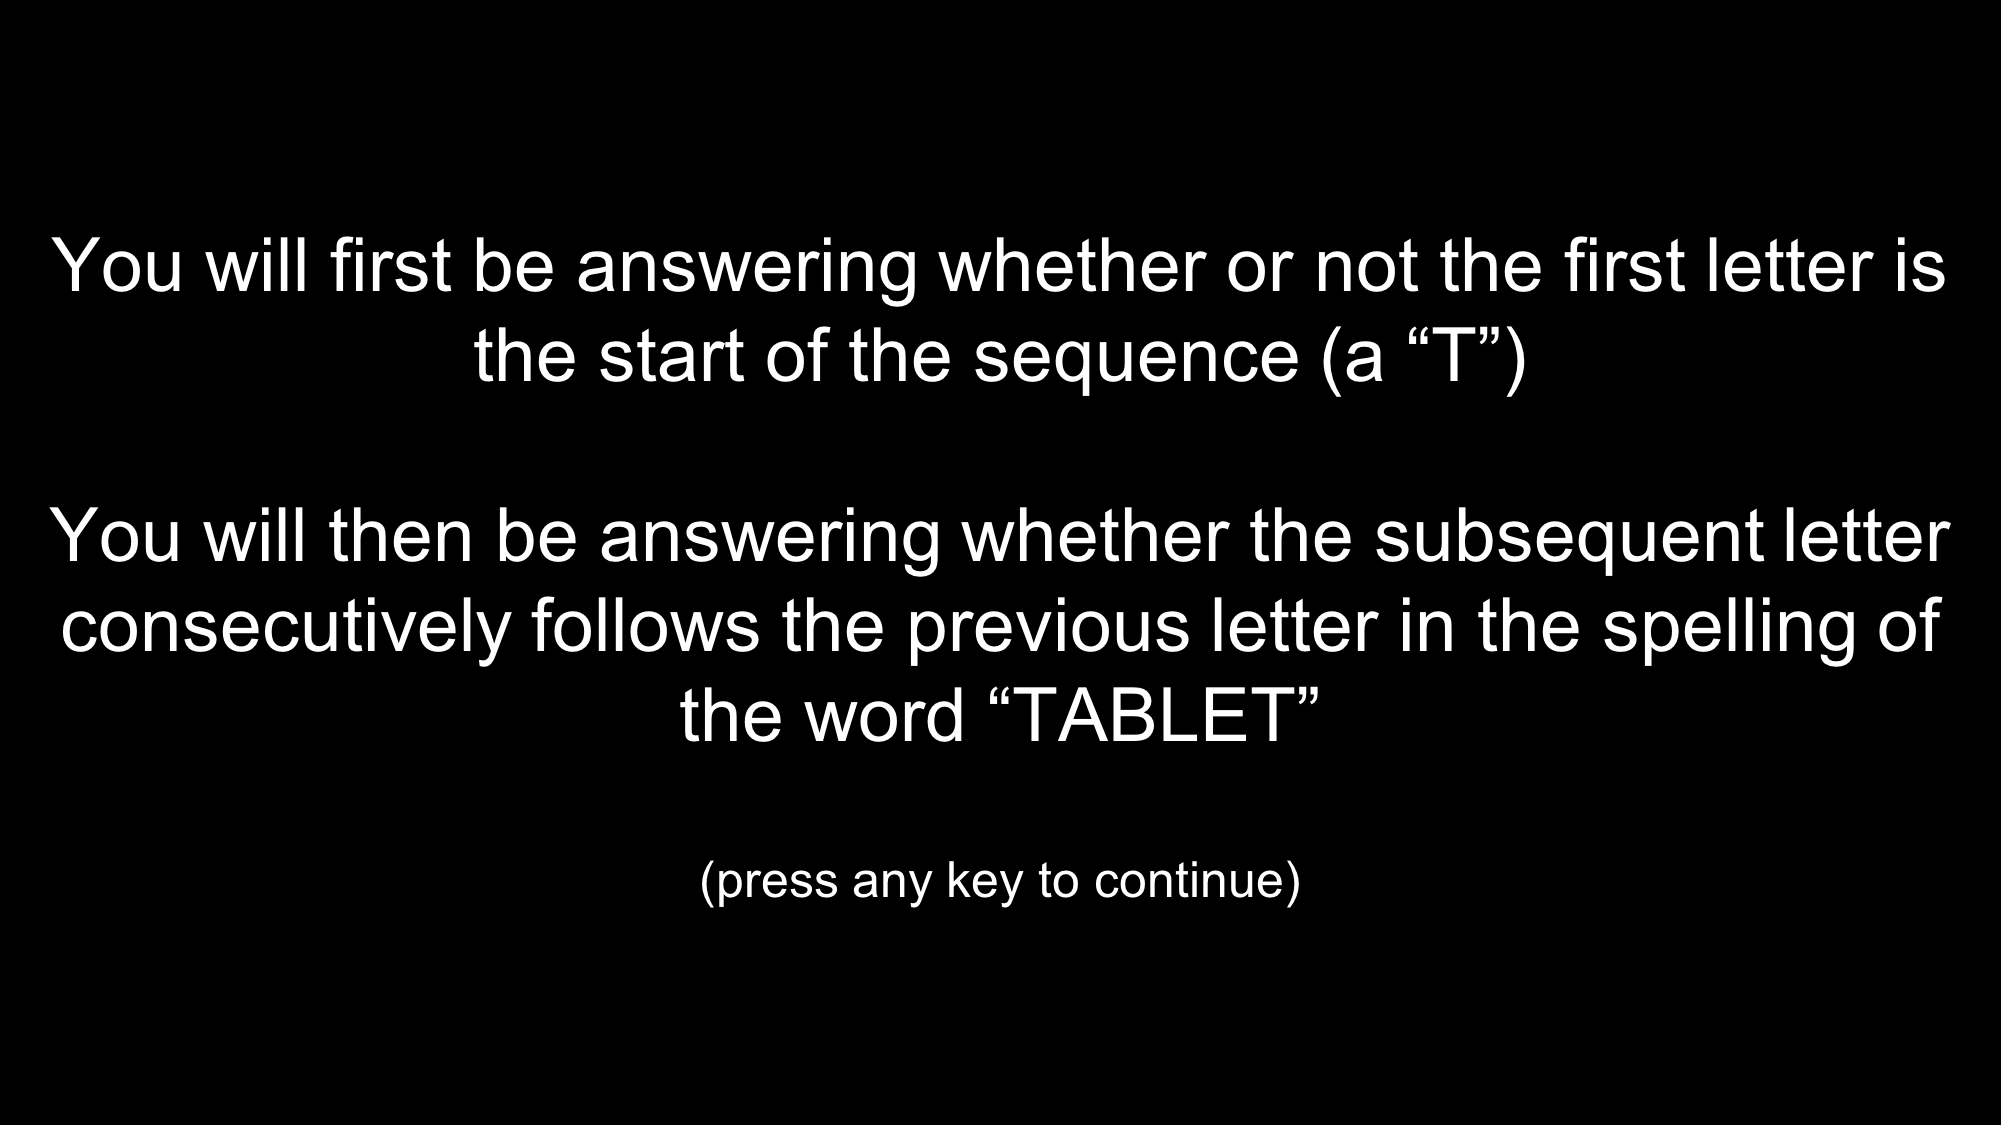 You will first be answering whether or not the first letter is
the start of the sequence (a “T”)
You will then be answering whether the subsequent letter
consecutively follows the previous letter in the spelling of
the word “TABLET”
(press any key to continue)